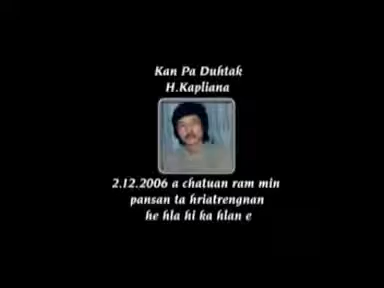 Kan Pa Duhtak
H.Kapliana
2.12.2006 a chatuan ram min
pansan ta hriatrengnan
he hla hi ka hlan e